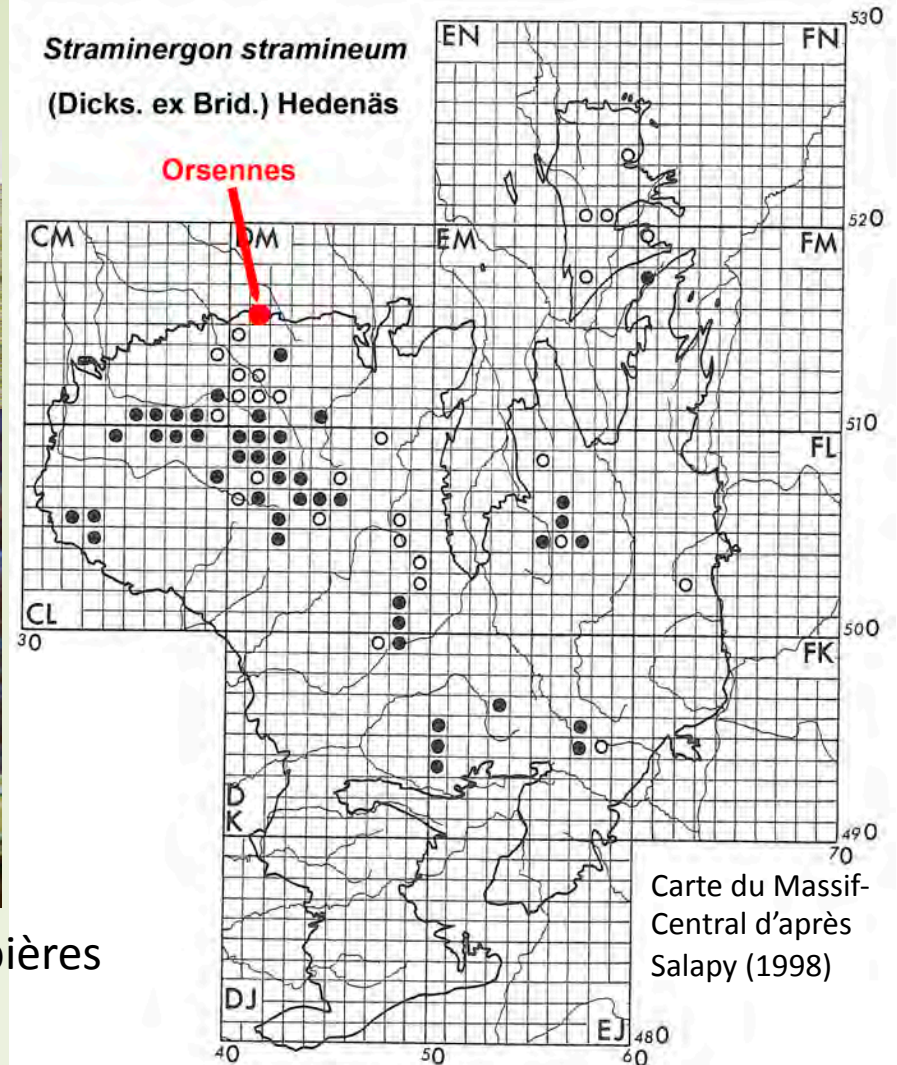 Straminergon stramineum
(Dicks. ex Brid.) Hedenäs
Orsennes
EN
FN
530
CM
DM
EM
520
FM
510
FL
CL
30
500
FK
D
K
490
70
Carte du Massif-
Central d'après
Salapy (1998)
ières
DJ
EJ
480
40
50
60